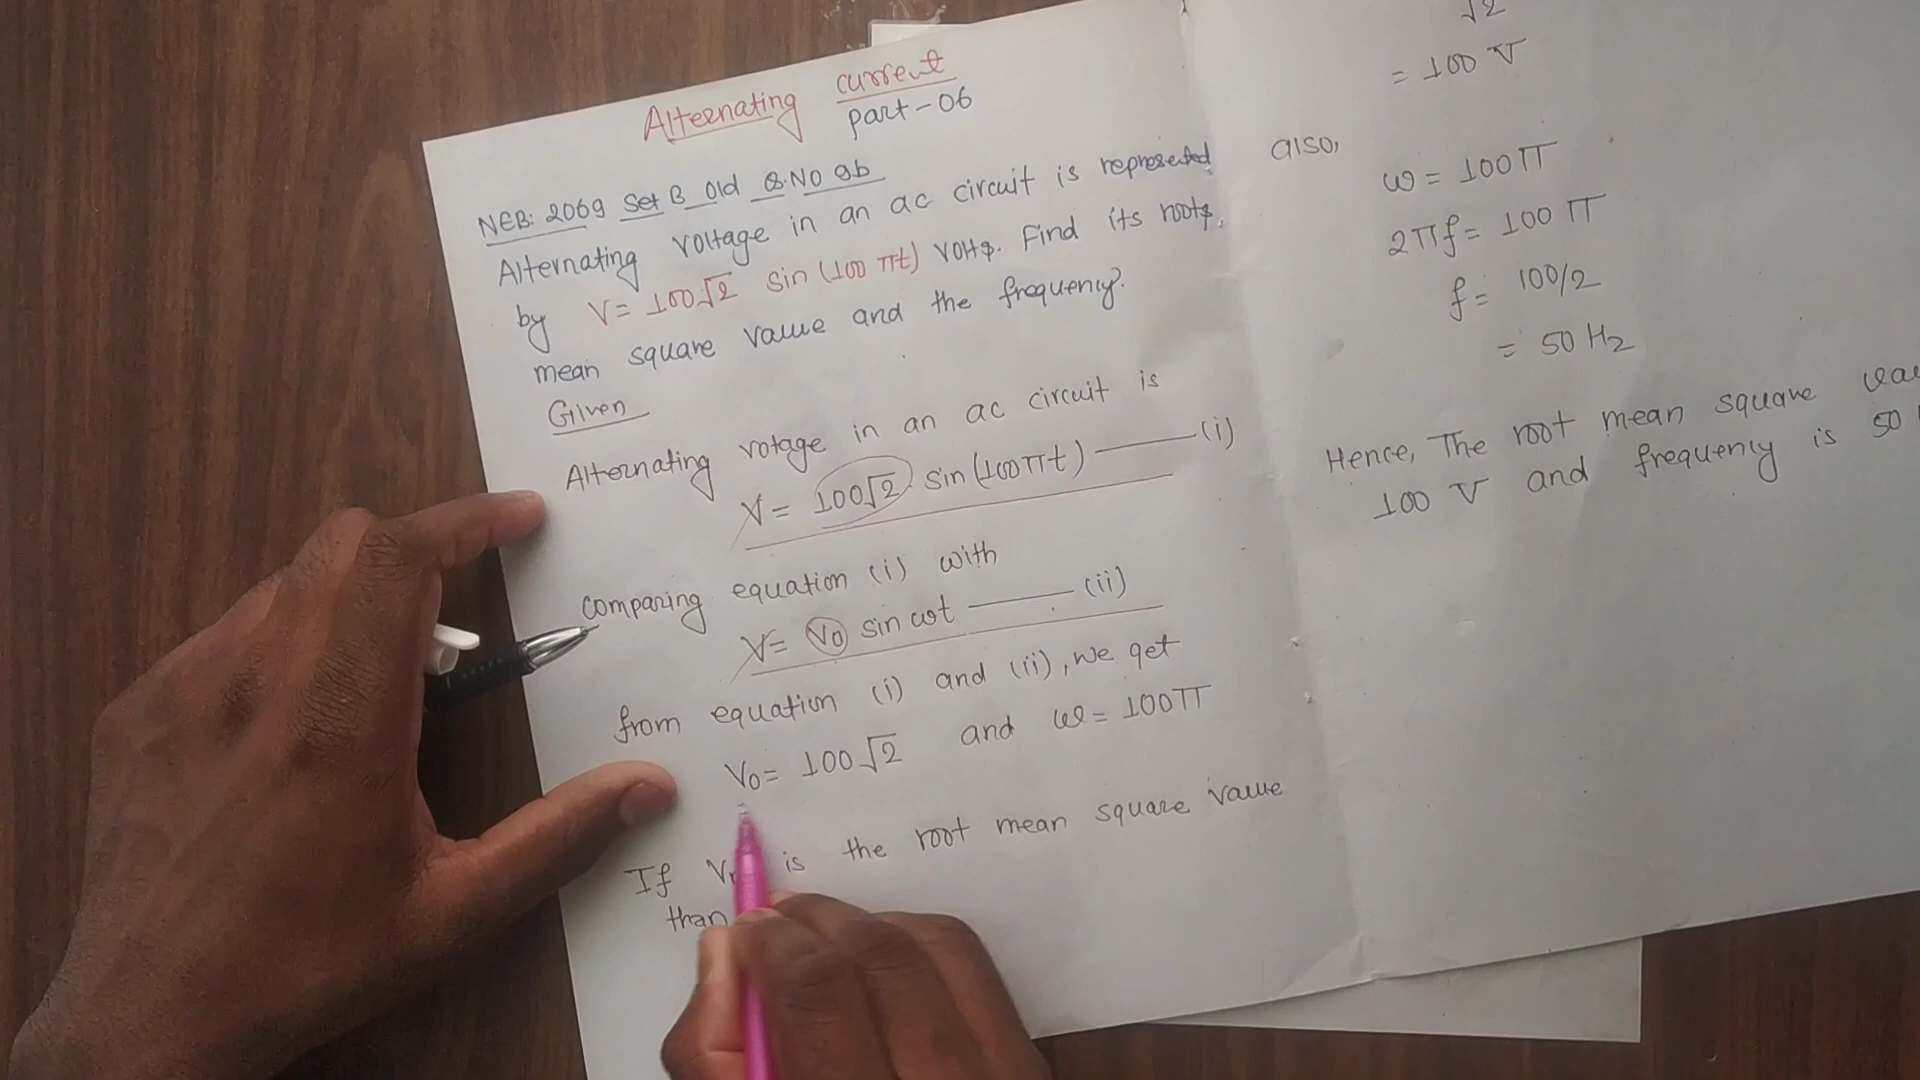 Alternating current
part-06
NEB: 2069 Set B Old Q.NO 9b
Alternating voltage in an ac circuit is represented
by V = 100√2 sin (100 πt) volts. Find its roots,
mean square value and the frequency?
Given
Alternating votage in an ac circuit is
V = 100√2 sin (100πt) ——— (i)
comparing equation (i) with
V = V0 sin ωt ——— (ii)
from equation (i) and (ii), we get
V0 = 100√2 and ω = 100π
If is the root mean square value
than
√2
= 100 V
also,
ω = 100π
2πf = 100π
f = 100/2
= 50 Hz
Hence, The root mean square
100 V and frequency is 50